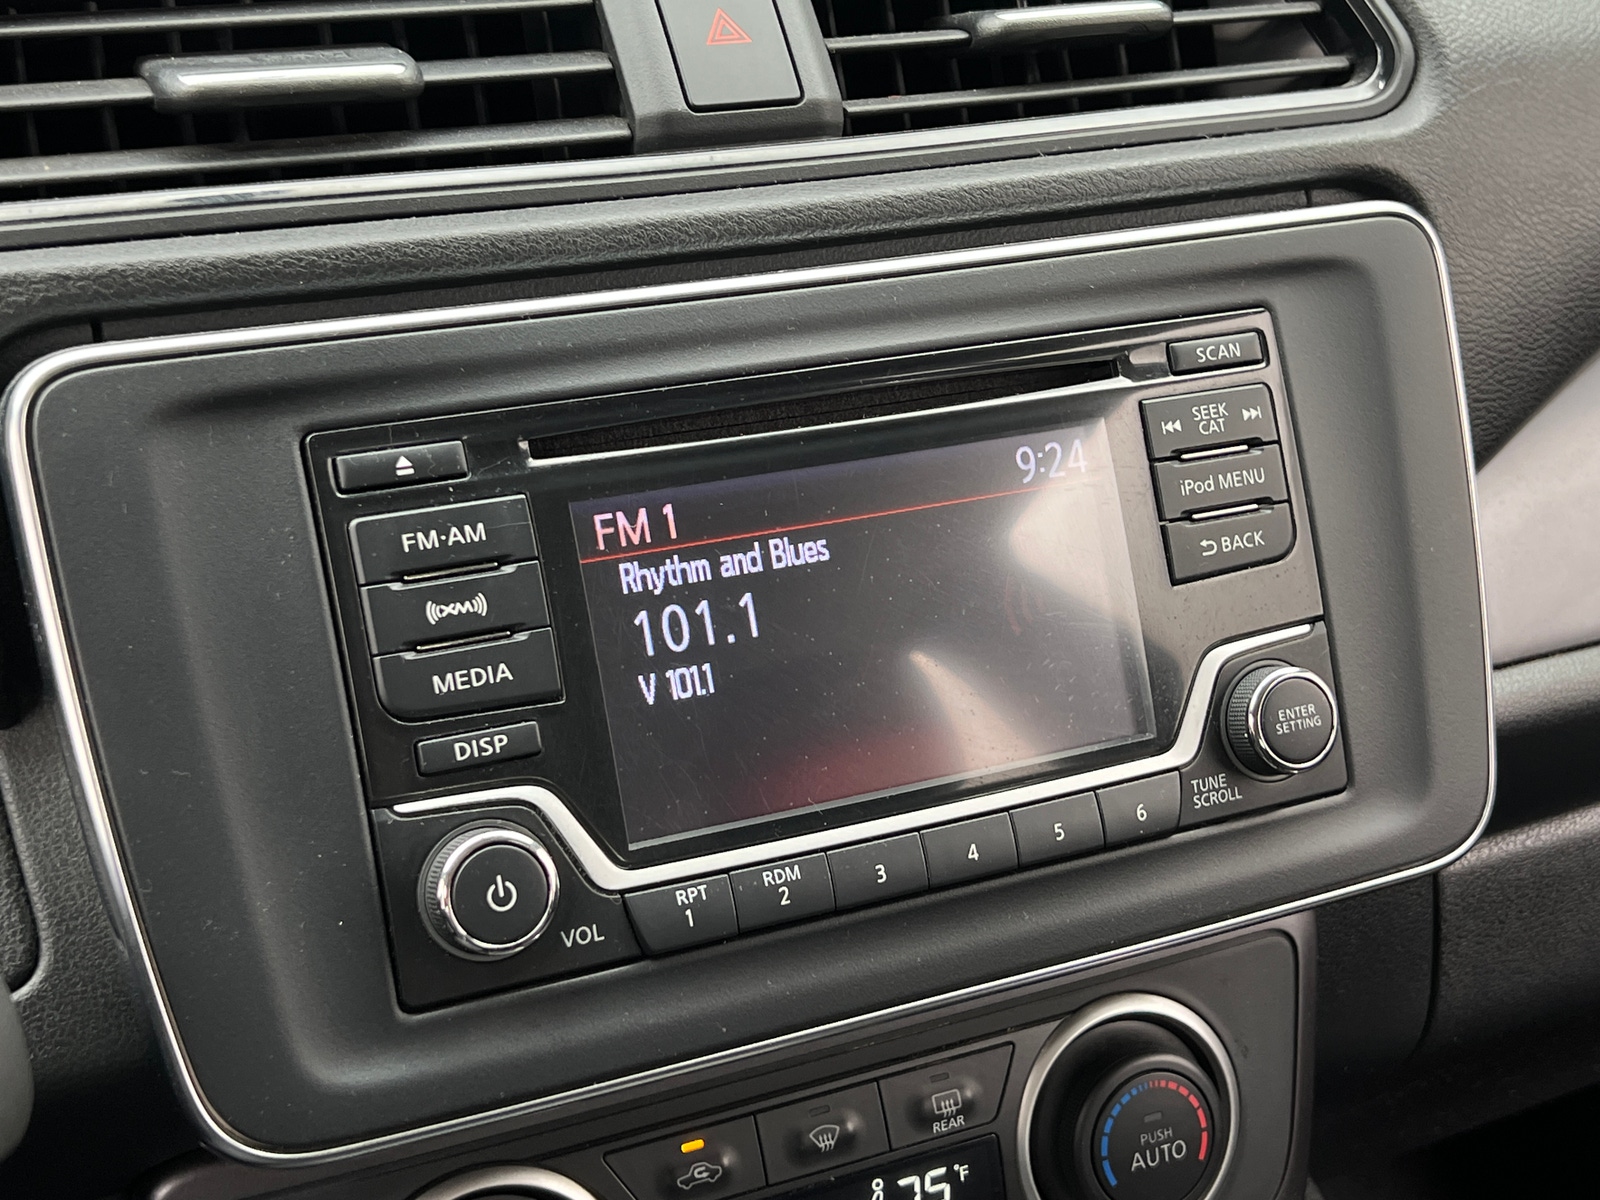 SCAN
SEEK
CAT
iPod MENU
BACK
FM·AM
((XM))
MEDIA
DISP
FM 1
9:24
Rhythm and Blues
101.1
V 101.1
ENTER
SETTING
TUNE
SCROLL
VOL
RPT
1
RDM
2
3
4
5
6
REAR
75°F
PUSH
AUTO